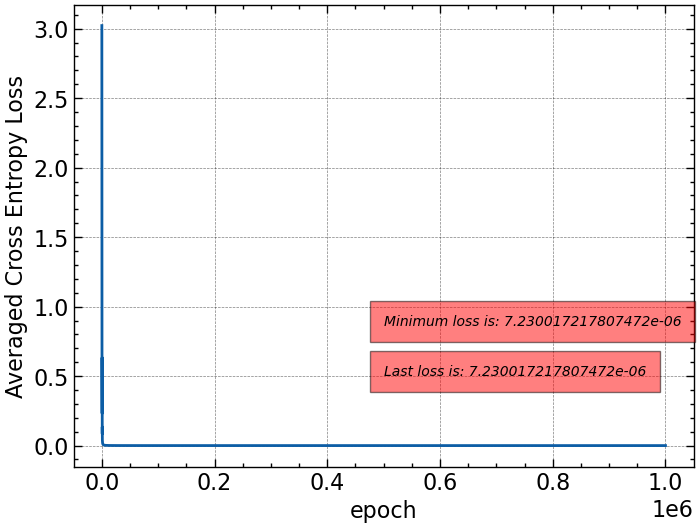 Averaged Cross Entropy Loss
3.0
2.5
2.0
1.5
1.0
0.5
0.0
Minimum loss is: 7.230017217807472e-06
Last loss is: 7.230017217807472e-06
0.0 0.2 0.4 0.6 0.8 1.0
1e6
epoch